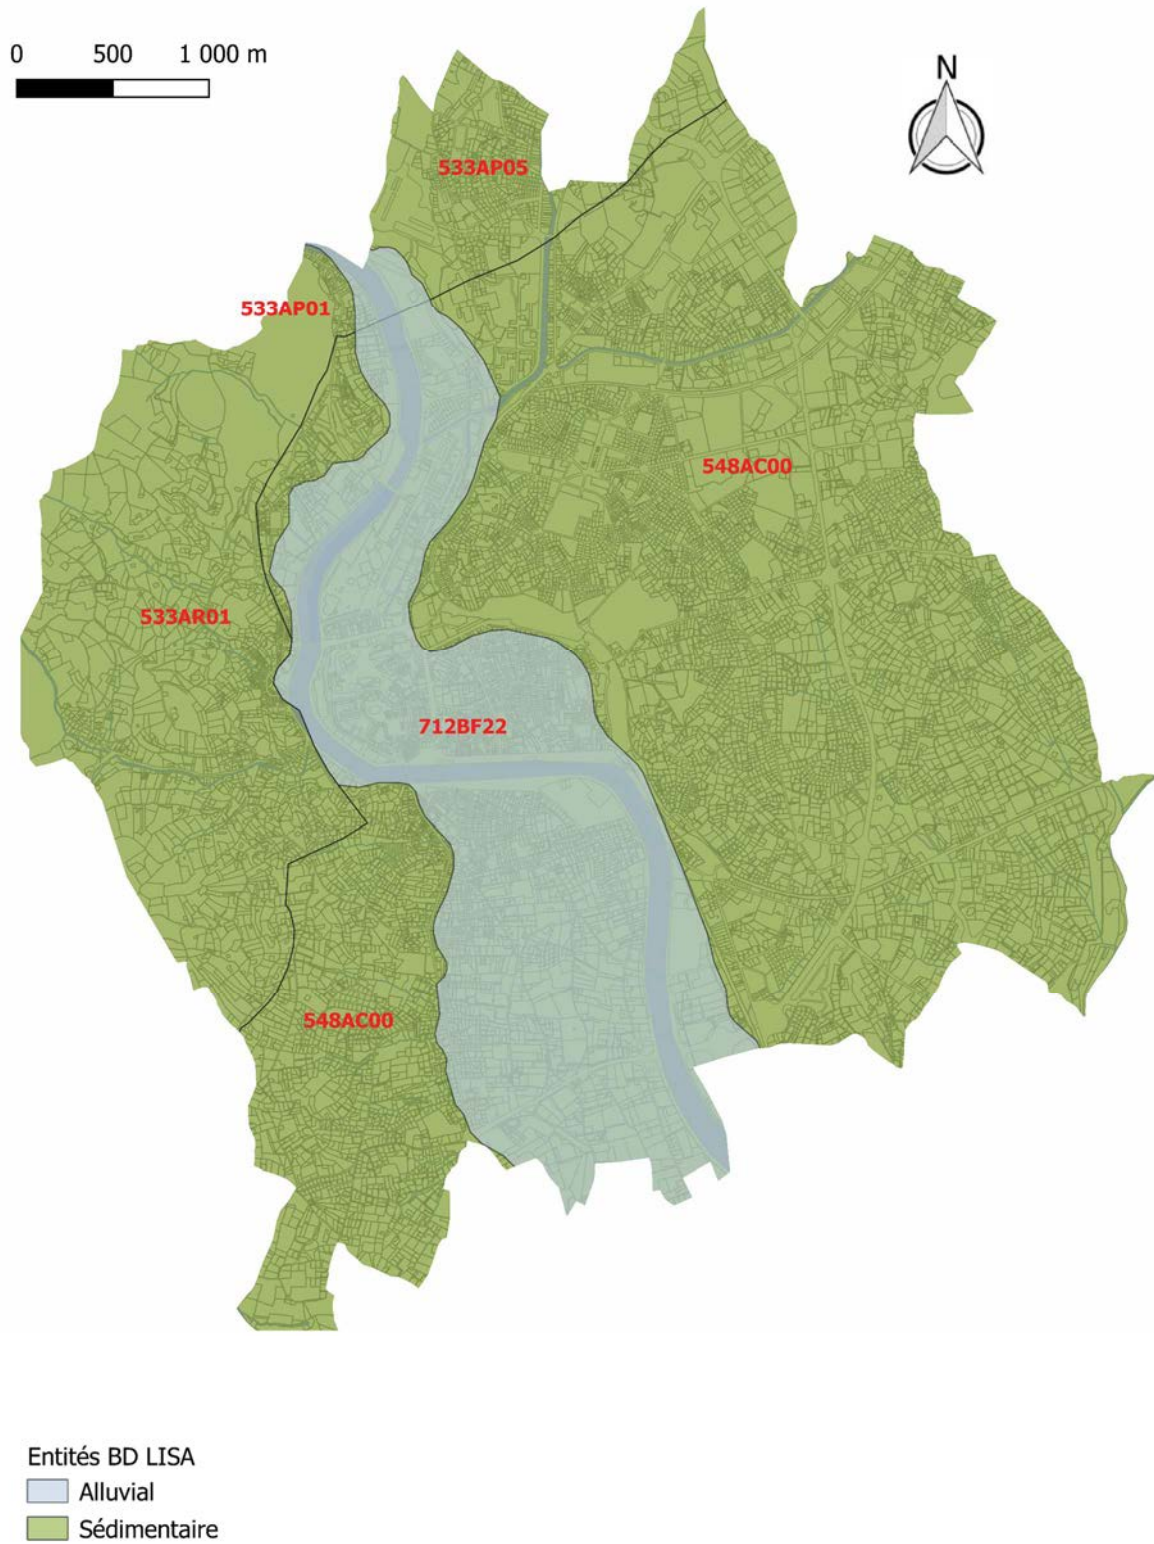 0 500 1 000 m
N
533AP05
533AP01
548AC00
533AR01
712BF22
548AC00
Entités BD LISA
Alluvial
Sédimentaire